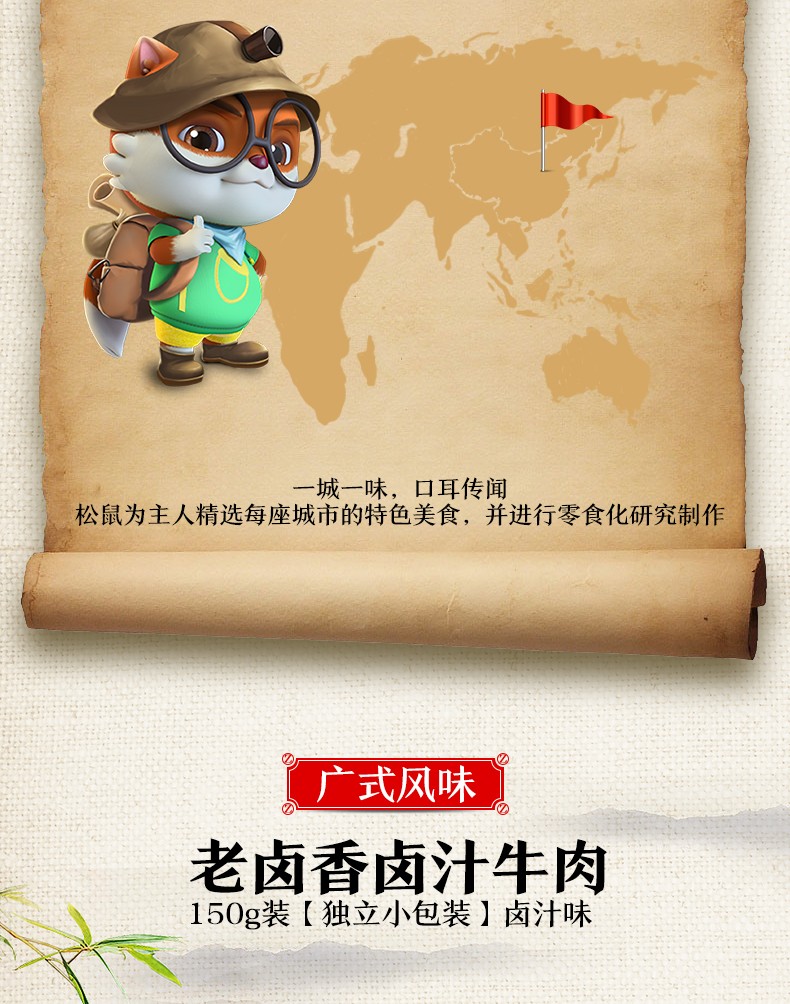 一城一味，口耳传闻
松鼠为主人精选每座城市的特色美食，并进行零食化研究制作
广式风味
老卤香卤汁牛肉
150g装【独立小包装】卤汁味